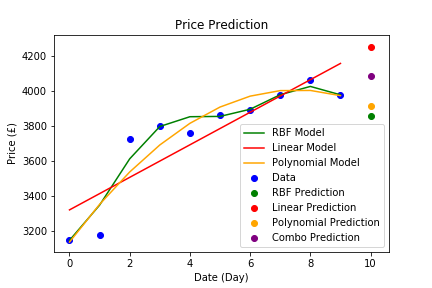 Price Prediction
Price (£)
4200
4000
3800
3600
3400
3200
0
2
4
6
8
10
Date (Day)
RBF Model
Linear Model
Polynomial Model
Data
RBF Prediction
Linear Prediction
Polynomial Prediction
Combo Prediction